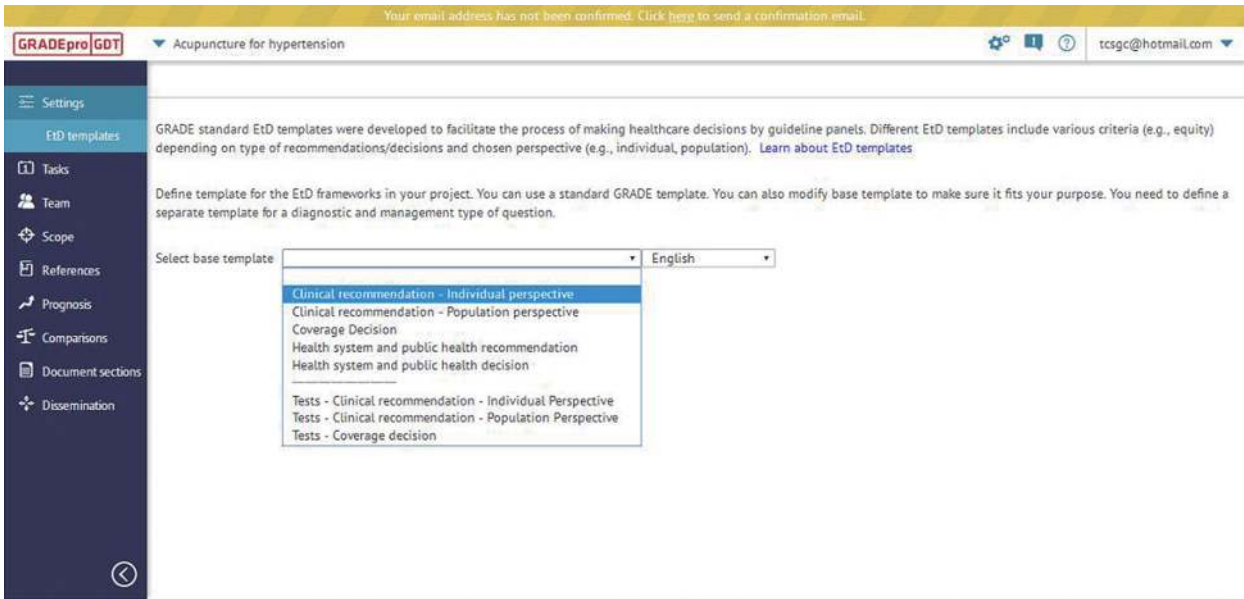 Your email address has not been confirmed. Click here to send a confirmation email.
GRADEpro GDT
Acupuncture for hypertension
tcsgc@hotmail.com
Settings
EtD templates
Tasks
Team
Scope
References
Prognosis
Comparisons
Document sections
Dissemination
GRADE standard EtD templates were developed to facilitate the process of making healthcare decisions by guideline panels. Different EtD templates include various criteria (e.g., equity)
depending on type of recommendations/decisions and chosen perspective (e.g., individual, population). Learn about EtD templates
Define template for the EtD frameworks in your project. You can use a standard GRADE template. You can also modify base template to make sure it fits your purpose. You need to define a
separate template for a diagnostic and management type of question.
Select base template
English
Clinical recommendation - Individual perspective
Clinical recommendation - Population perspective
Coverage Decision
Health system and public health recommendation
Health system and public health decision
Tests - Clinical recommendation - Individual Perspective
Tests - Clinical recommendation - Population Perspective
Tests - Coverage decision